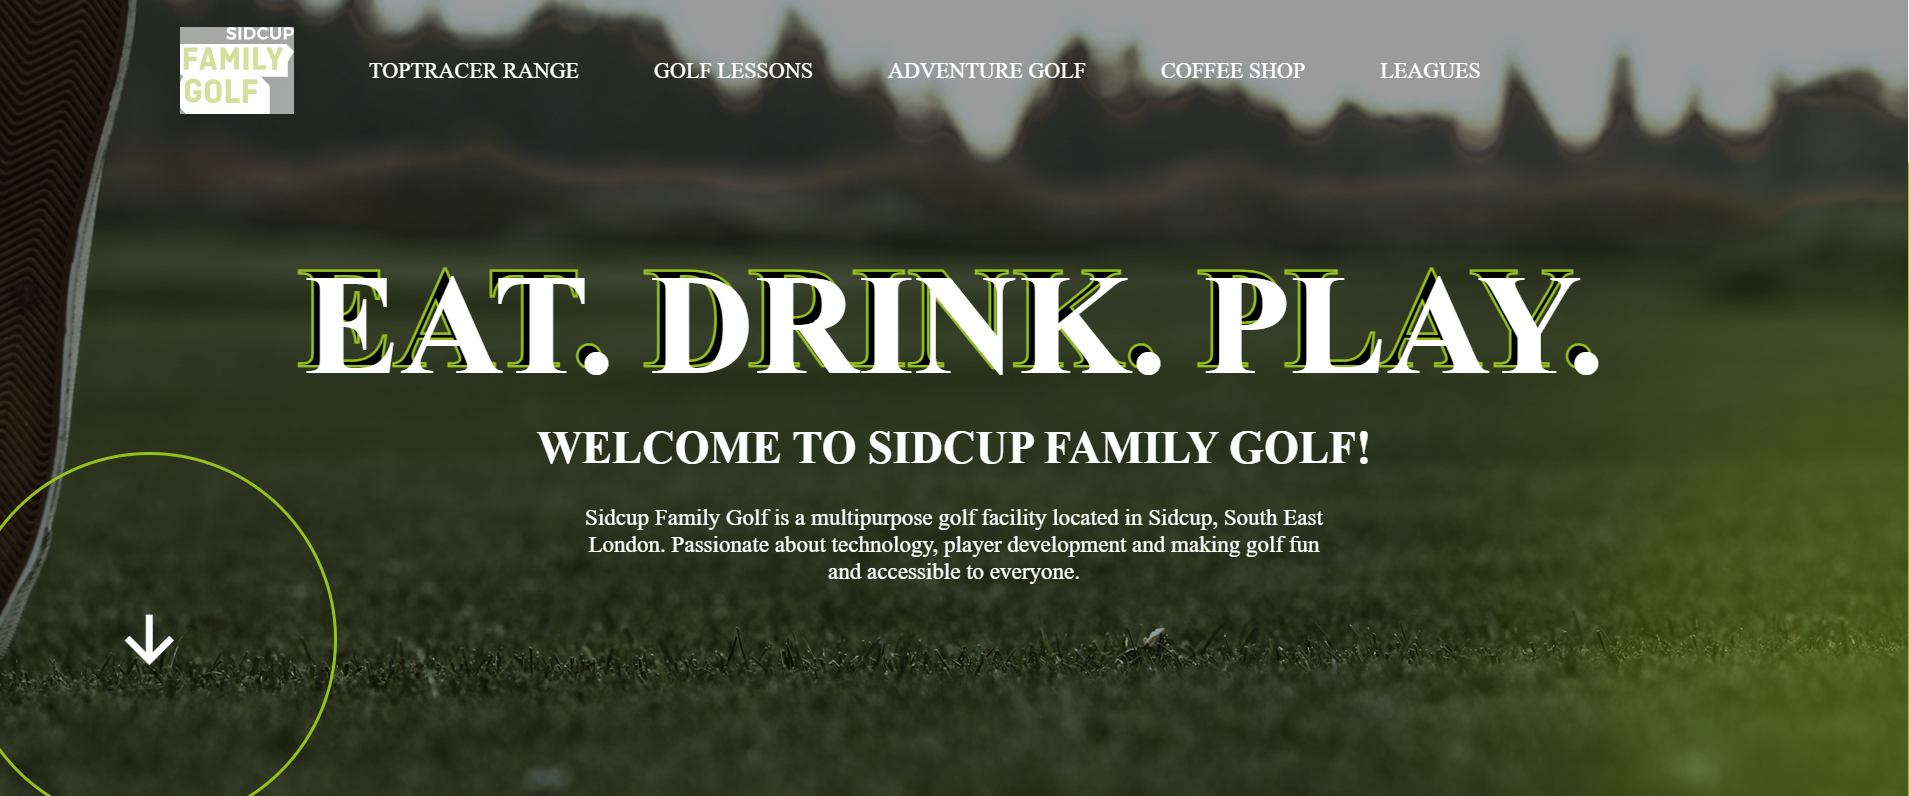 SIDCUP
FAMILY
GOLF
TOPTRACER RANGE
GOLF LESSONS
ADVENTURE GOLF
COFFEE SHOP
LEAGUES
EAT. DRINK. PLAY.
WELCOME TO SIDCUP FAMILY GOLF!
Sidcup Family Golf is a multipurpose golf facility located in Sidcup, South East
London. Passionate about technology, player development and making golf fun
and accessible to everyone.